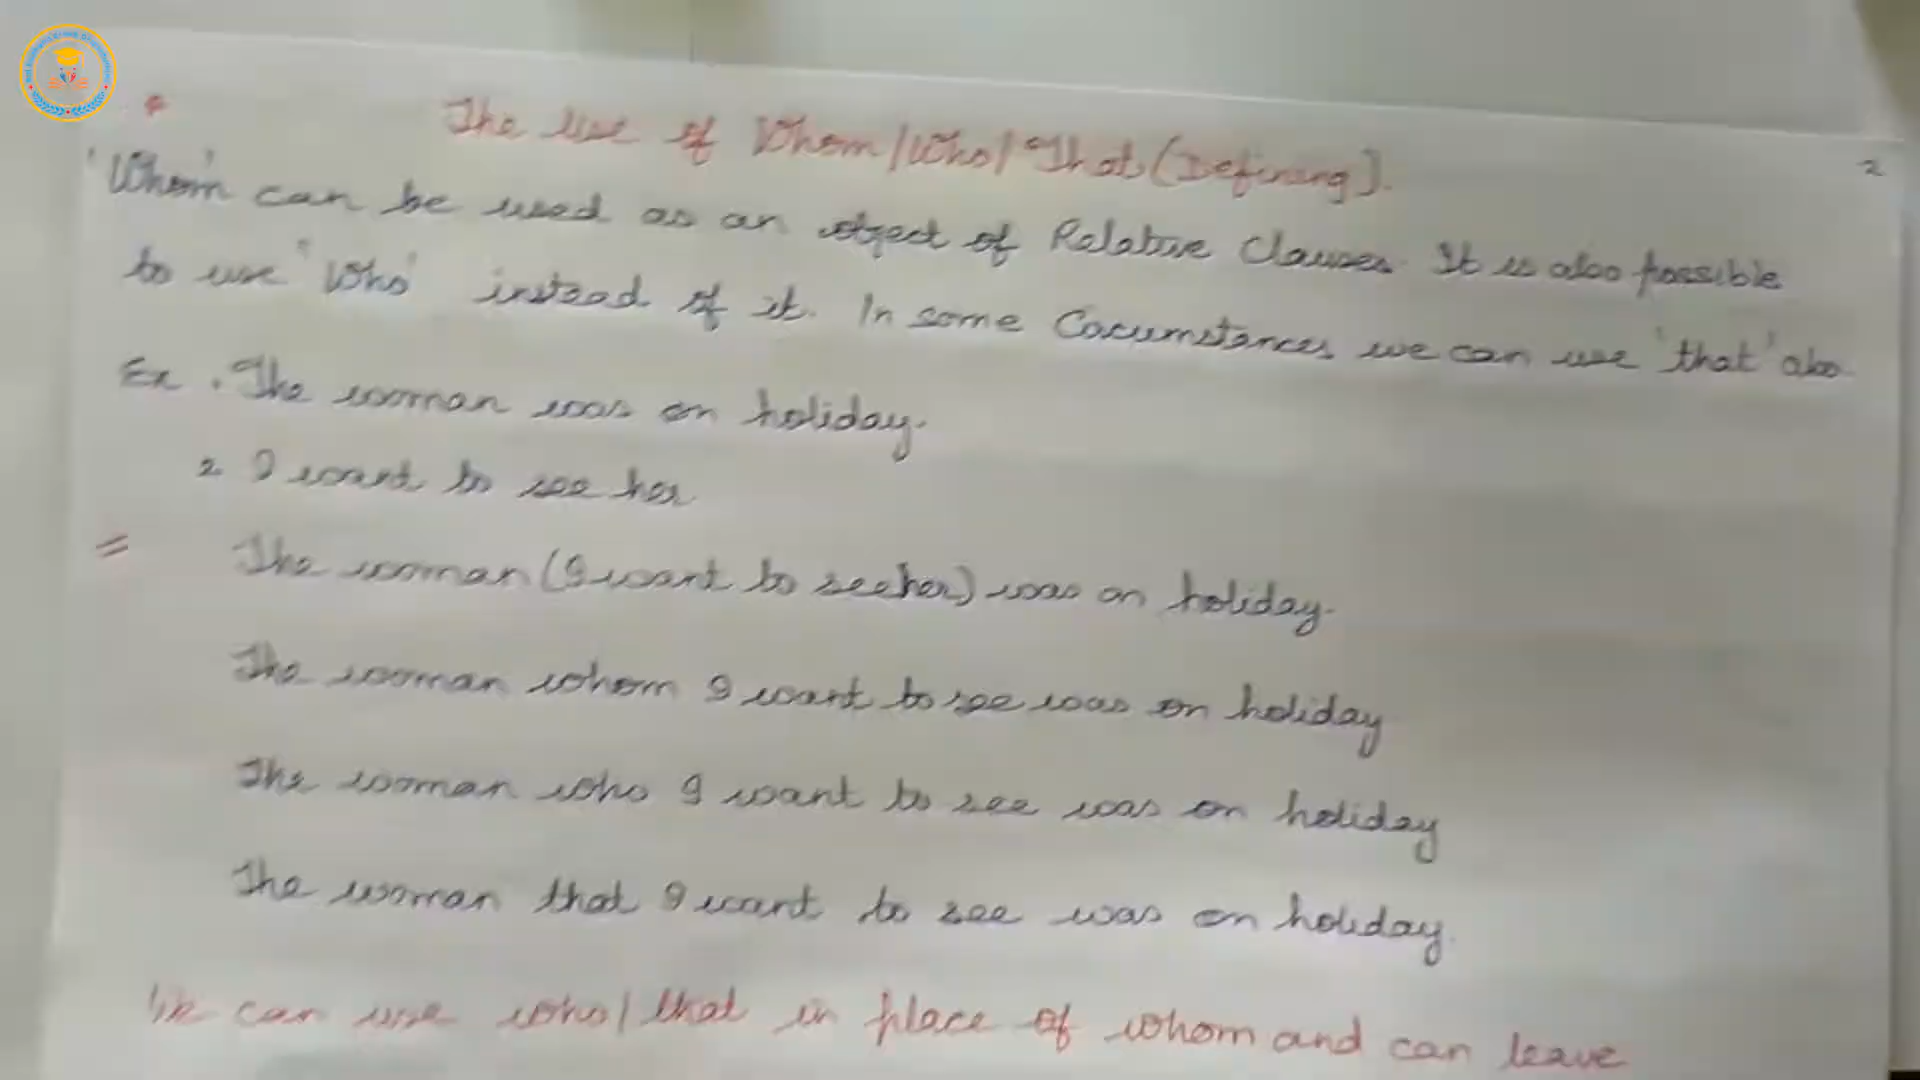 The use of Whom/Who/That (Defining).
2
'Whom' can be used as an object of Relative Clauses. It is also possible
to use 'Who' instead of it. In some Cocumstances we can use 'that' also
Ex . The woman was on holiday.
2 I want to see her
= The woman (I want to see her) was on holiday.
The woman whom I want to see was on holiday
The woman who I want to see was on holiday
The woman that I want to see was on holiday.
We can use who/that in place of whom and can leave